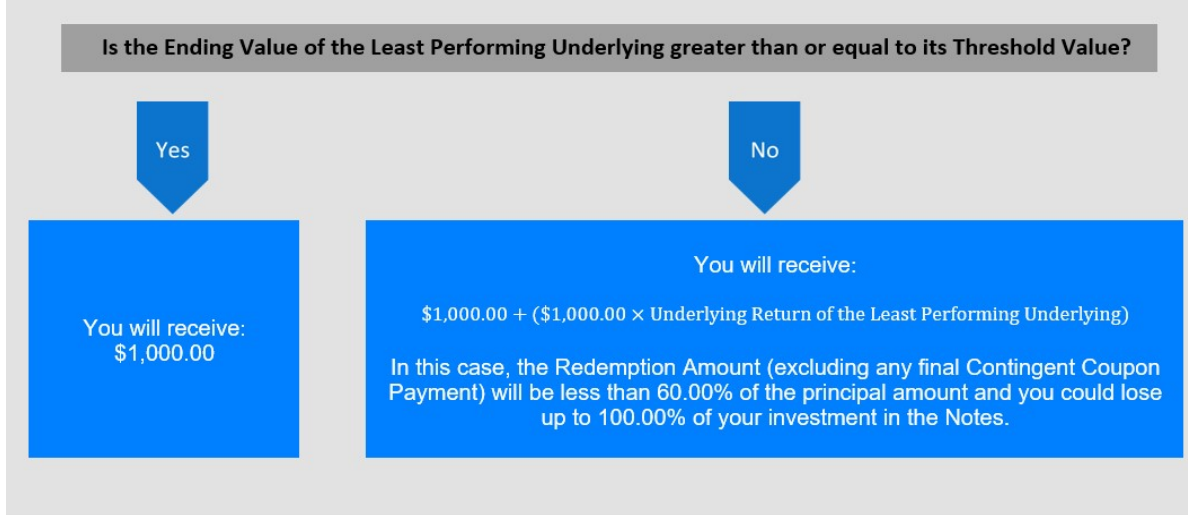 Is the Ending Value of the Least Performing Underlying greater than or equal to its Threshold Value?
Yes
No
You will receive:
$1,000.00
You will receive:
$1,000.00 + ($1,000.00 × Underlying Return of the Least Performing Underlying)
In this case, the Redemption Amount (excluding any final Contingent Coupon
Payment) will be less than 60.00% of the principal amount and you could lose
up to 100.00% of your investment in the Notes.